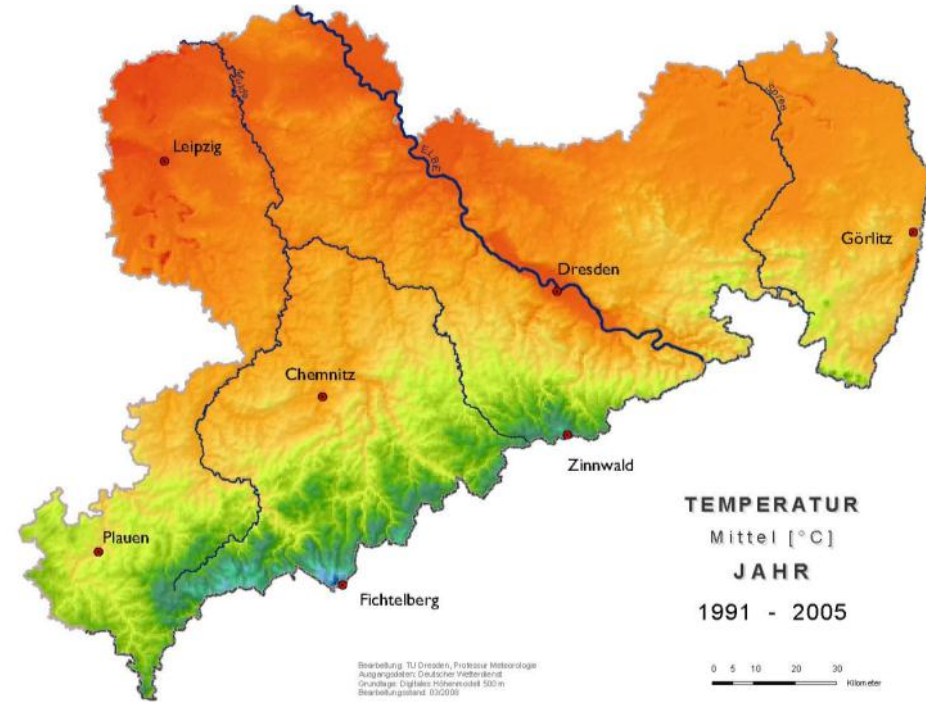 Mulde
Spree
Leipzig
ELBE
Görlitz
Dresden
Chemnitz
Zinnwald
Plauen
Fichtelberg
TEMPERATUR
Mittel [°C]
JAHR
1991 - 2005
0 5 10 20 30
Kilometer
Bearbeitung: TU Dresden, Professur Meteorologie
Ausgangsdaten: Deutscher Wetterdienst
Grundlage: Digitales Höhenmodell 500 m
Bearbeitungsstand: 03/2008